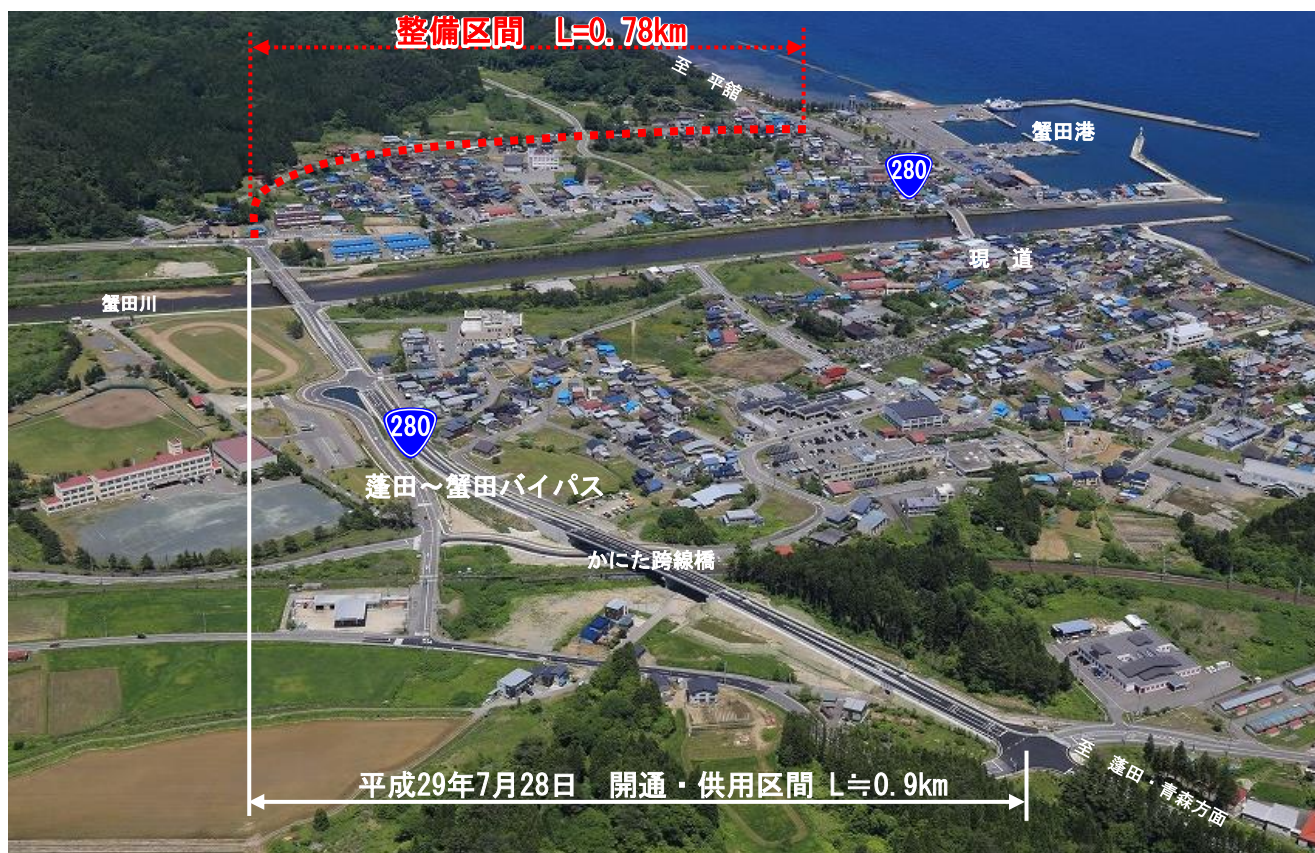 整備区間 L=0.78km
至 平舘
蟹田港
280
現 道
蟹田川
280
蓬田～蟹田バイパス
かにた跨線橋
平成29年7月28日 開通・供用区間 L≒0.9km
至 蓬田・青森方面